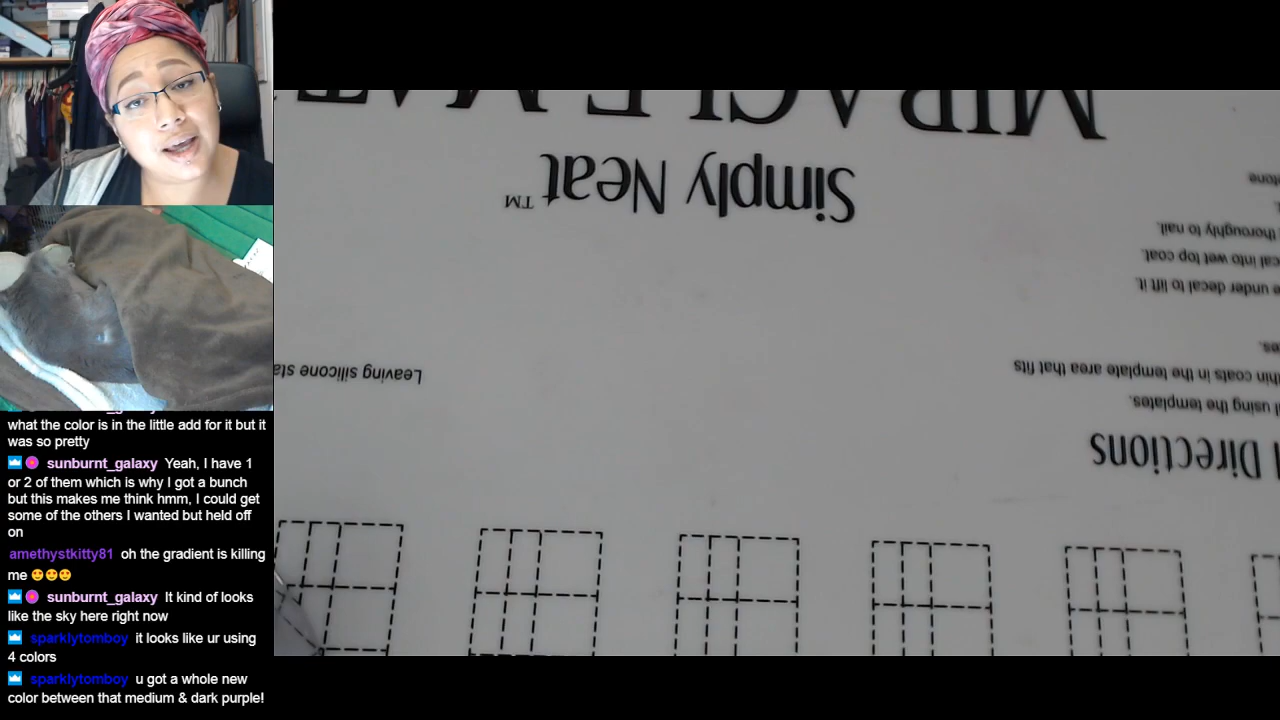 MIRACLE MAT
Simply Neat™
thoroughly to nail.
into wet top coat.
under decal to lift it.
Leaving silicone
coats in the template area that fits
using the templates.
Directions
what the color is in the little add for it but it
was so pretty
sunburnt_galaxy Yeah, I have 1
or 2 of them which is why I got a bunch
but this makes me think hmm, I could get
some of the others I wanted but held off
on
amethystkitty81 oh the gradient is killing
me
sunburnt_galaxy It kind of looks
like the sky here right now
sparklytomboy it looks like ur using
4 colors
sparklytomboy u got a whole new
color between that medium & dark purple!